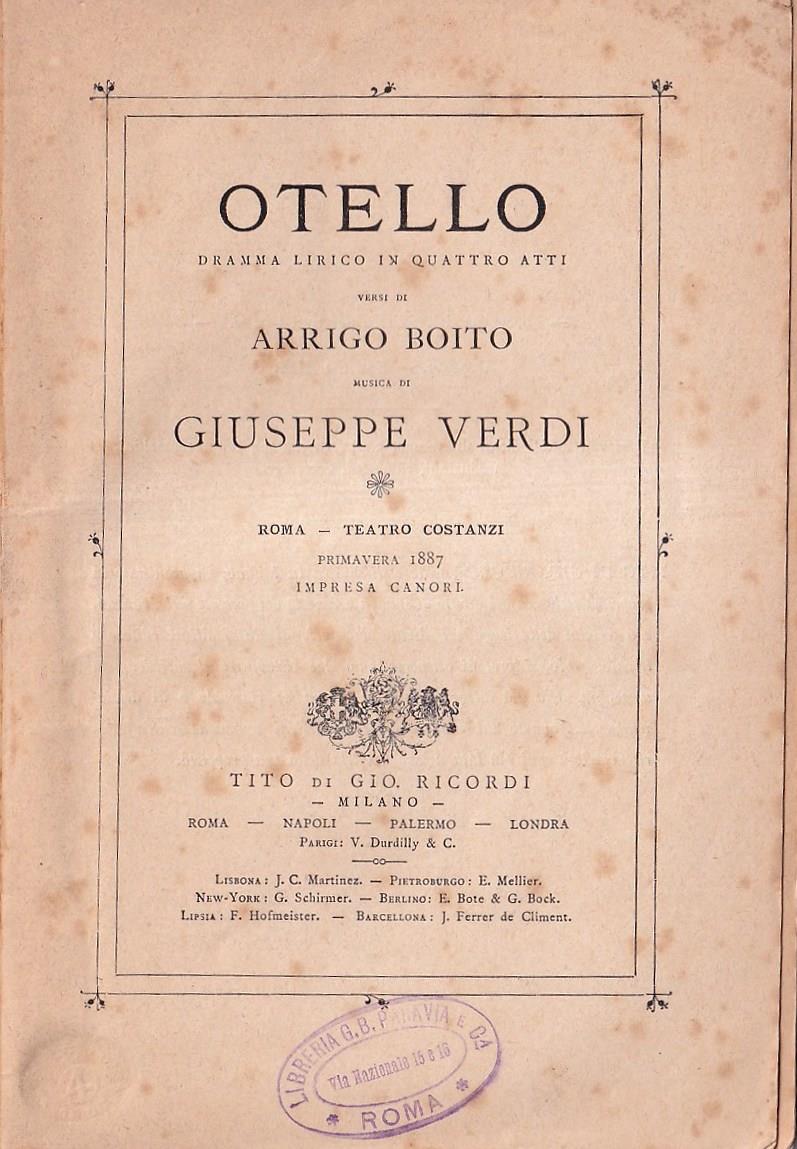 OTELLO
DRAMMA LIRICO IN QUATTRO ATTI
VERSI DI
ARRIGO BOITO
MUSICA DI
GIUSEPPE VERDI
ROMA — TEATRO COSTANZI
PRIMAVERA 1887
IMPRESA CANORI.
TITO DI GIO. RICORDI
— MILANO —
ROMA — NAPOLI — PALERMO — LONDRA
PARIGI: V. Durdilly & C.
LISBONA: J. C. Martinez. — PIETROBURGO: E. Mellier.
NEW-YORK: G. Schirmer. — BERLINO: E. Bote & G. Bock.
LIPSIA: F. Hofmeister. — BARCELLONA: J. Ferrer de Climent.
LIBRERIA G.B. PARAVIA E Ca
Via Nazionale 15 e 16
* ROMA *